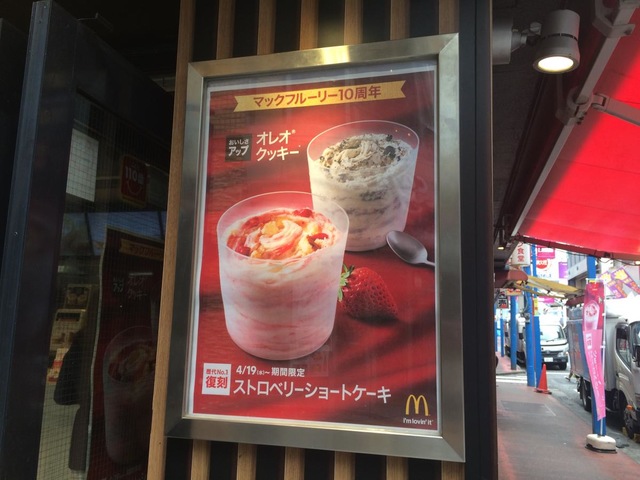 マックフルーリー10周年
おいしさ
アップ
オレオ®
クッキー
歴代No.1
復刻
4/19(水)～期間限定
ストロベリーショートケーキ
i'm lovin' it